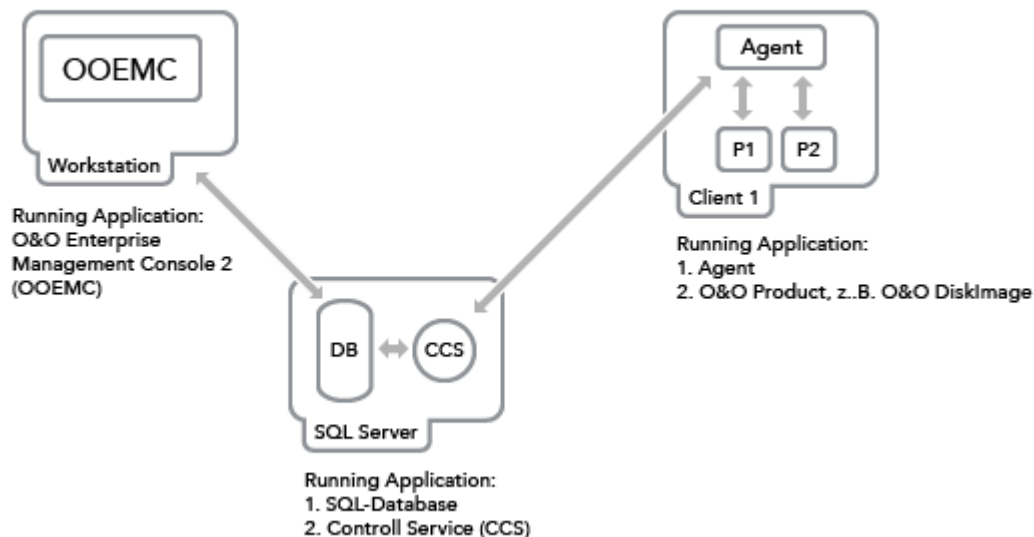 OOEMC
Workstation
Running Application:
O&O Enterprise
Management Console 2
(OOEMC)
Agent
P1
P2
Client 1
Running Application:
1. Agent
2. O&O Product, z..B. O&O DiskImage
DB
CCS
SQL Server
Running Application:
1. SQL-Database
2. Controll Service (CCS)